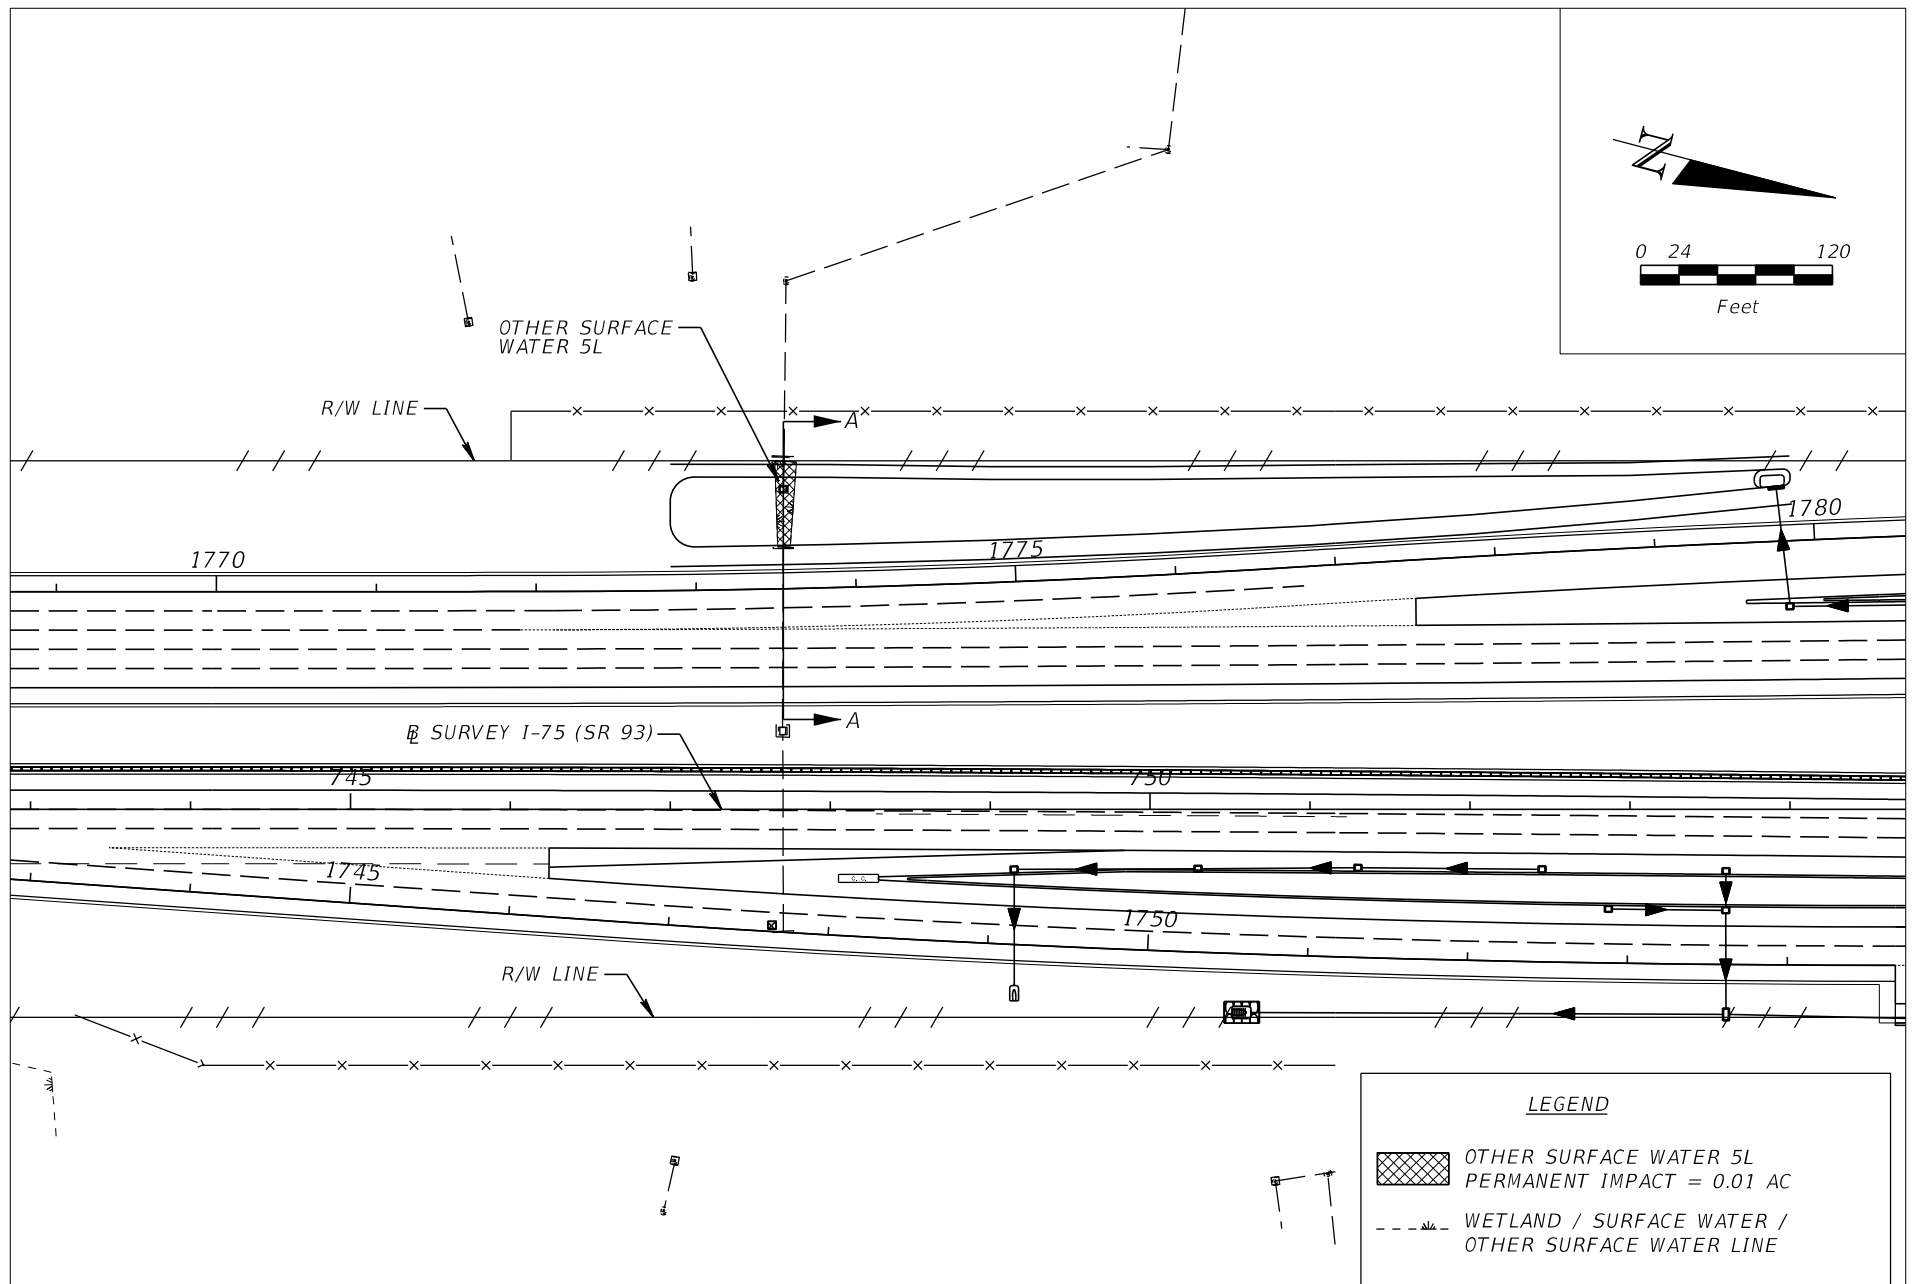 N
0 24 120
Feet
OTHER SURFACE
WATER 5L
R/W LINE
A
1780
1775
1770
A
BL SURVEY I-75 (SR 93)
745
750
1745
1750
R/W LINE
LEGEND
OTHER SURFACE WATER 5L
PERMANENT IMPACT = 0.01 AC
WETLAND / SURFACE WATER /
OTHER SURFACE WATER LINE